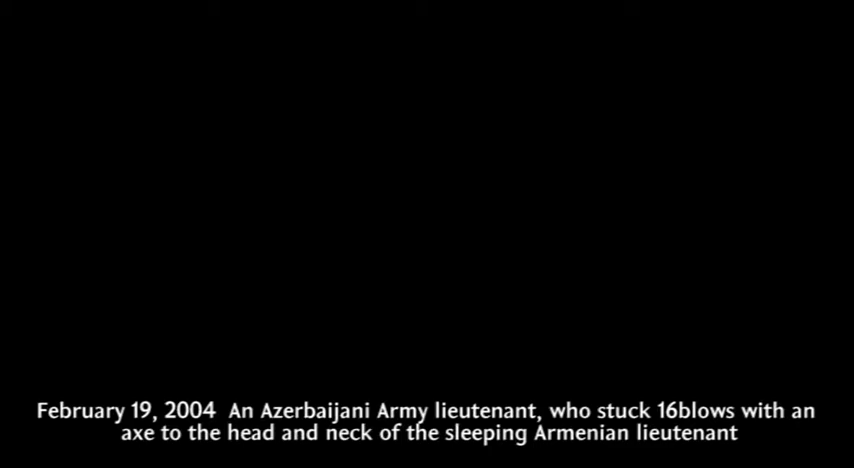 February 19, 2004 An Azerbaijani Army lieutenant, who stuck 16blows with an
axe to the head and neck of the sleeping Armenian lieutenant